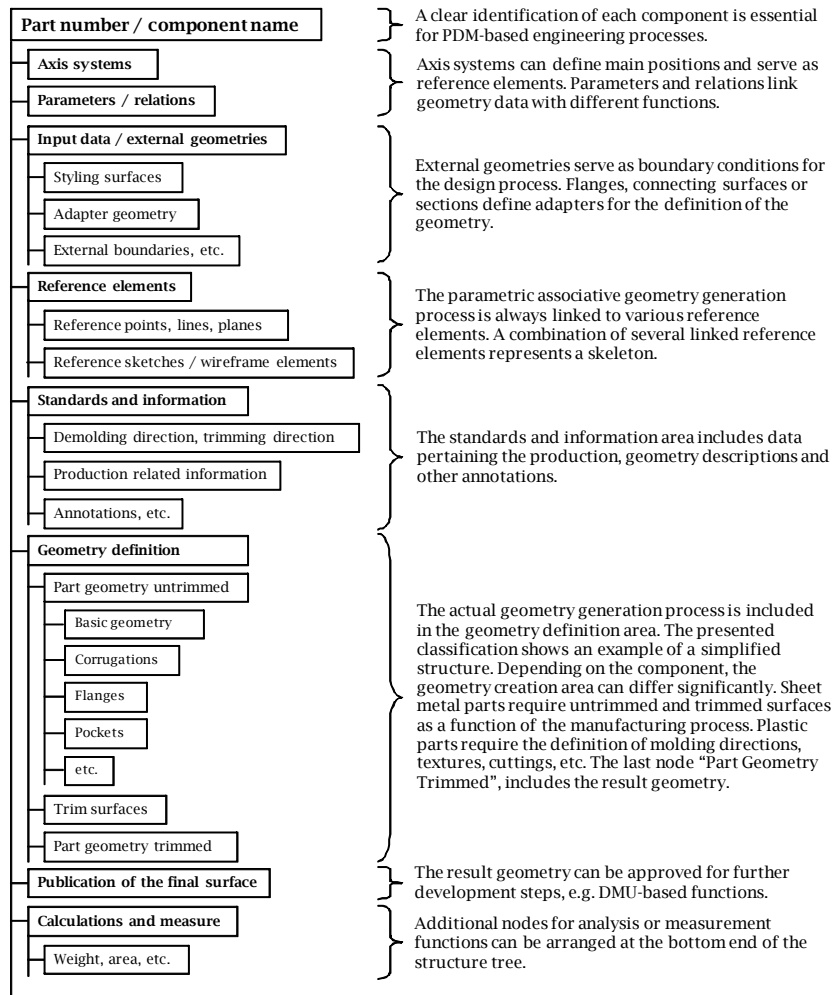 Part number / component name
A clear identification of each component is essential
for PDM-based engineering processes.
Axis systems
Parameters / relations
Axis systems can define main positions and serve as
reference elements. Parameters and relations link
geometry data with different functions.
Input data / external geometries
Styling surfaces
Adapter geometry
External boundaries, etc.
External geometries serve as boundary conditions for
the design process. Flanges, connecting surfaces or
sections define adapters for the definition of the
geometry.
Reference elements
Reference points, lines, planes
Reference sketches / wireframe elements
The parametric associative geometry generation
process is always linked to various reference
elements. A combination of several linked reference
elements represents a skeleton.
Standards and information
Demolding direction, trimming direction
Production related information
Annotations, etc.
The standards and information area includes data
pertaining the production, geometry descriptions and
other annotations.
Geometry definition
Part geometry untrimmed
Basic geometry
Corrugations
Flanges
Pockets
etc.
Trim surfaces
Part geometry trimmed
The actual geometry generation process is included
in the geometry definition area. The presented
classification shows an example of a simplified
structure. Depending on the component, the
geometry creation area can differ significantly. Sheet
metal parts require untrimmed and trimmed surfaces
as a function of the manufacturing process. Plastic
parts require the definition of molding directions,
textures, cuttings, etc. The last node “Part Geometry
Trimmed”, includes the result geometry.
Publication of the final surface
The result geometry can be approved for further
development steps, e.g. DMU-based functions.
Calculations and measure
Weight, area, etc.
Additional nodes for analysis or measurement
functions can be arranged at the bottom end of the
structure tree.